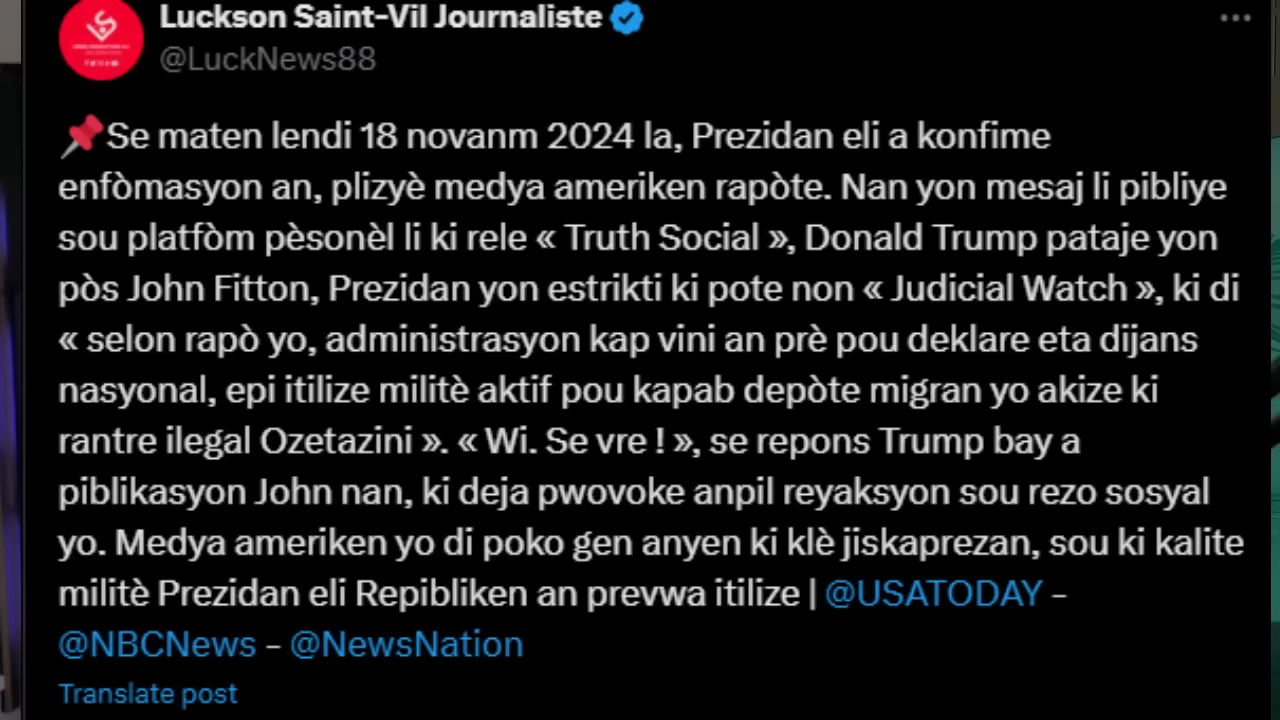 Luckson Saint-Vil Journaliste
@LuckNews88
📌Se maten lendi 18 novanm 2024 la, Prezidan eli a konfime
enfòmasyon an, plizyè medya ameriken rapòte. Nan yon mesaj li pibliye
sou platfòm pèsonèl li ki rele « Truth Social », Donald Trump pataje yon
pòs John Fitton, Prezidan yon estrikti ki pote non « Judicial Watch », ki di
« selon rapò yo, administrasyon kap vini an prè pou deklare eta dijans
nasyonal, epi itilize militè aktif pou kapab depòte migran yo akize ki
rantre ilegal Ozetazini ». « Wi. Se vre ! », se repons Trump bay a
piblikasyon John nan, ki deja pwovoke anpil reyaksyon sou rezo sosyal
yo. Medya ameriken yo di poko gen anyen ki klè jiskaprezan, sou ki kalite
militè Prezidan eli Repibliken an prevwa itilize | @USATODAY –
@NBCNews – @NewsNation
Translate post